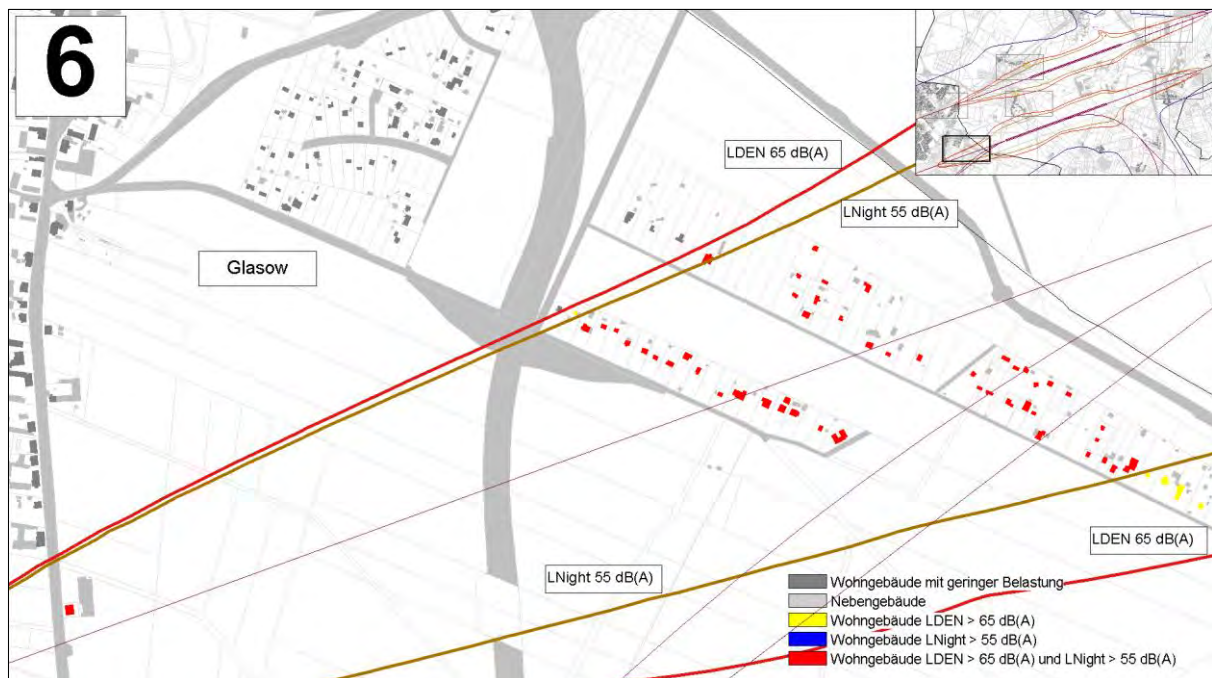 6
LDEN 65 dB(A)
LNight 55 dB(A)
Glasow
LDEN 65 dB(A)
LNight 55 dB(A)
Wohngebäude mit geringer Belastung
Nebengebäude
Wohngebäude LDEN > 65 dB(A)
Wohngebäude LNight > 55 dB(A)
Wohngebäude LDEN > 65 dB(A) und LNight > 55 dB(A)